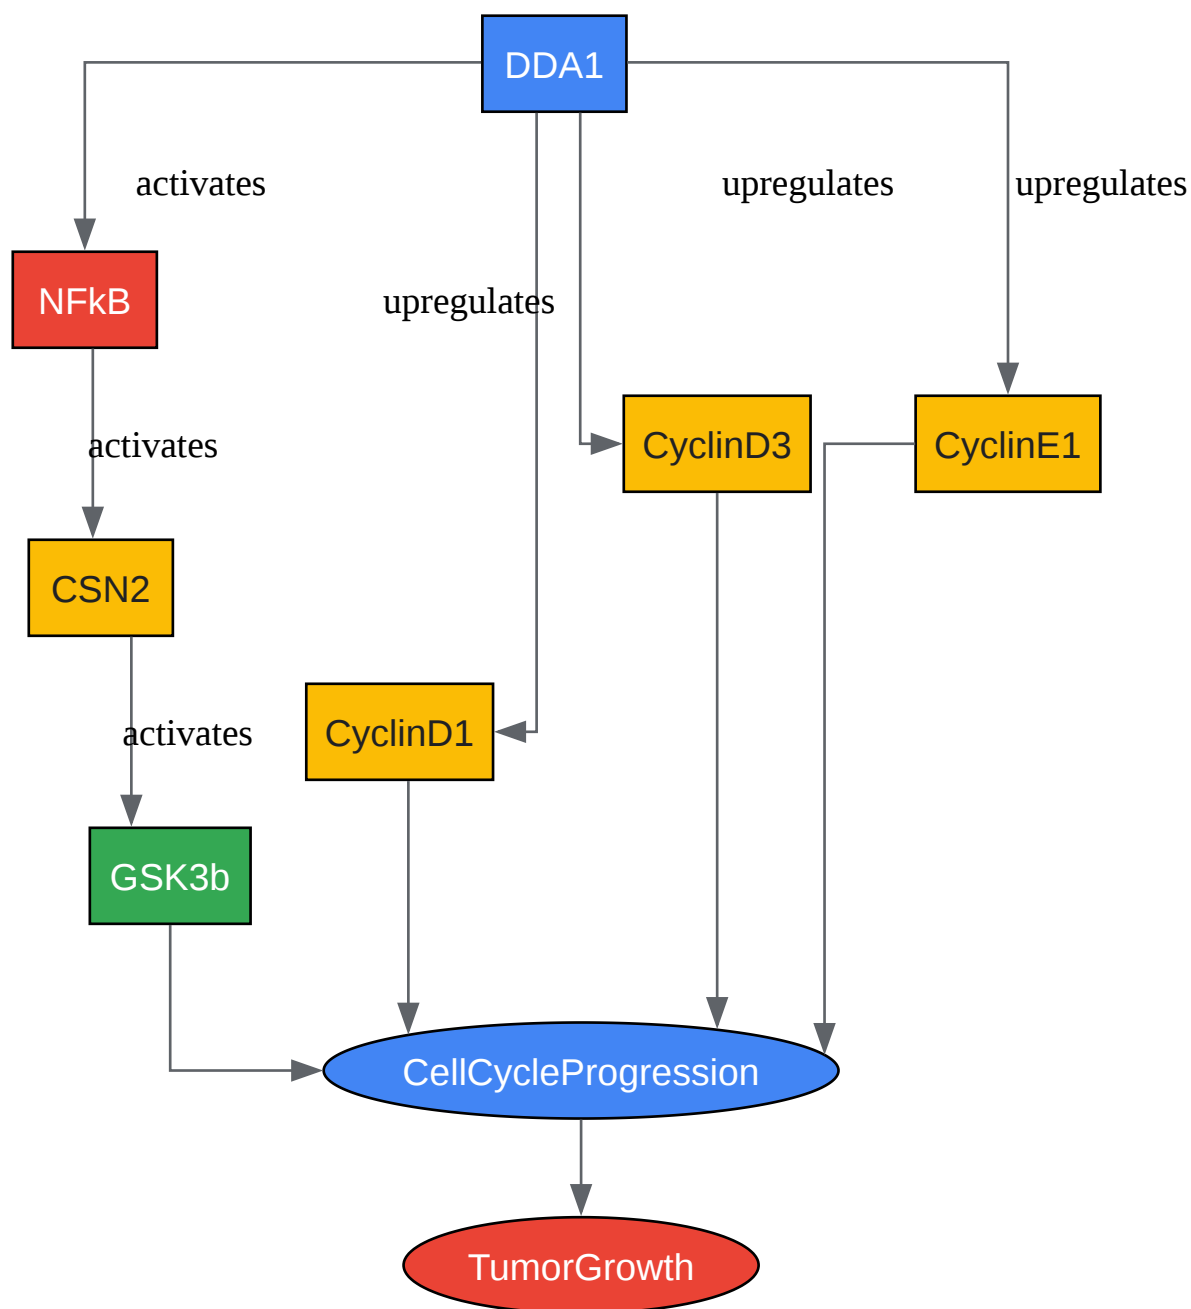 DDA1
activates
upregulates
upregulates
NFkB
upregulates
activates
CyclinD3
CyclinE1
CSN2
activates
CyclinD1
GSK3b
CellCycleProgression
TumorGrowth